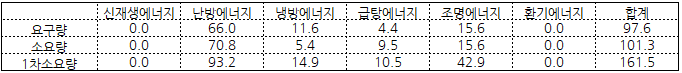 신재생에너지 난방에너지 냉방에너지 급탕에너지 조명에너지 환기에너지 합계
요구량 0.0 66.0 11.6 4.4 15.6 0.0 97.6
소요량 0.0 70.8 5.4 9.5 15.6 0.0 101.3
1차소요량 0.0 93.2 14.9 10.5 42.9 0.0 161.5